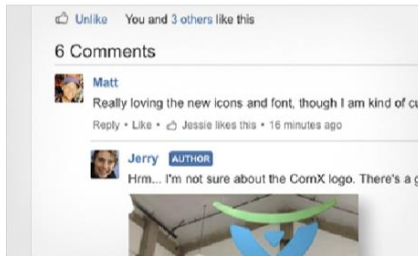 Unlike You and 3 others like this
6 Comments
Matt
Really loving the new icons and font, though I am kind of cu
Reply • Like • Jessie likes this • 16 minutes ago
Jerry AUTHOR
Hrm... I'm not sure about the ComX logo. There's a g